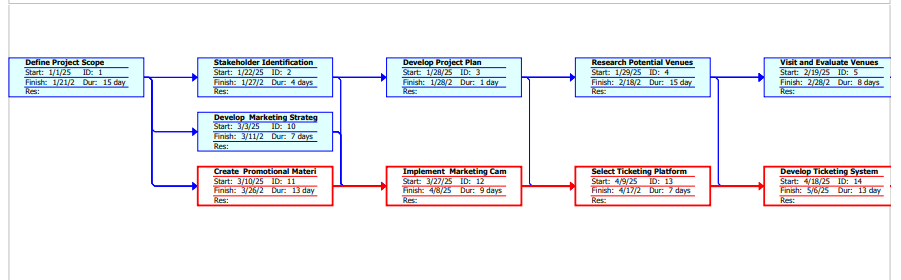 Define Project Scope
Start: 1/1/25 ID: 1
Finish: 1/21/2 Dur: 15 day
Res:
Stakeholder Identification
Start: 1/22/25 ID: 2
Finish: 1/27/2 Dur: 4 days
Res:
Develop Project Plan
Start: 1/28/25 ID: 3
Finish: 1/28/2 Dur: 1 day
Res:
Research Potential Venues
Start: 1/29/25 ID: 4
Finish: 2/18/2 Dur: 15 day
Res:
Visit and Evaluate Venues
Start: 2/19/25 ID: 5
Finish: 2/28/2 Dur: 8 days
Res:
Develop Marketing Strateg
Start: 3/3/25 ID: 10
Finish: 3/11/2 Dur: 7 days
Res:
Create Promotional Materi
Start: 3/10/25 ID: 11
Finish: 3/26/2 Dur: 13 day
Res:
Implement Marketing Cam
Start: 3/27/25 ID: 12
Finish: 4/8/25 Dur: 9 days
Res:
Select Ticketing Platform
Start: 4/9/25 ID: 13
Finish: 4/17/2 Dur: 7 days
Res:
Develop Ticketing System
Start: 4/18/25 ID: 14
Finish: 5/6/25 Dur: 13 day
Res: